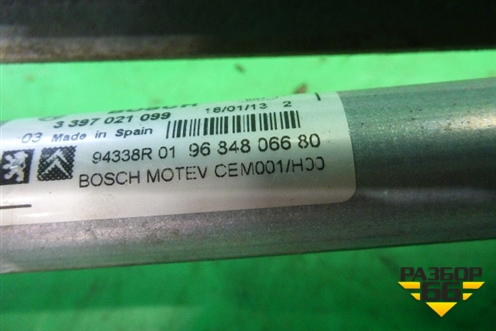 BOSCH
3 397 021 099 18/01/13 2
03 Made in Spain
94338R 01 96 848 066 80
BOSCH MOTEV CEM001/H00
РАЗБОР
66